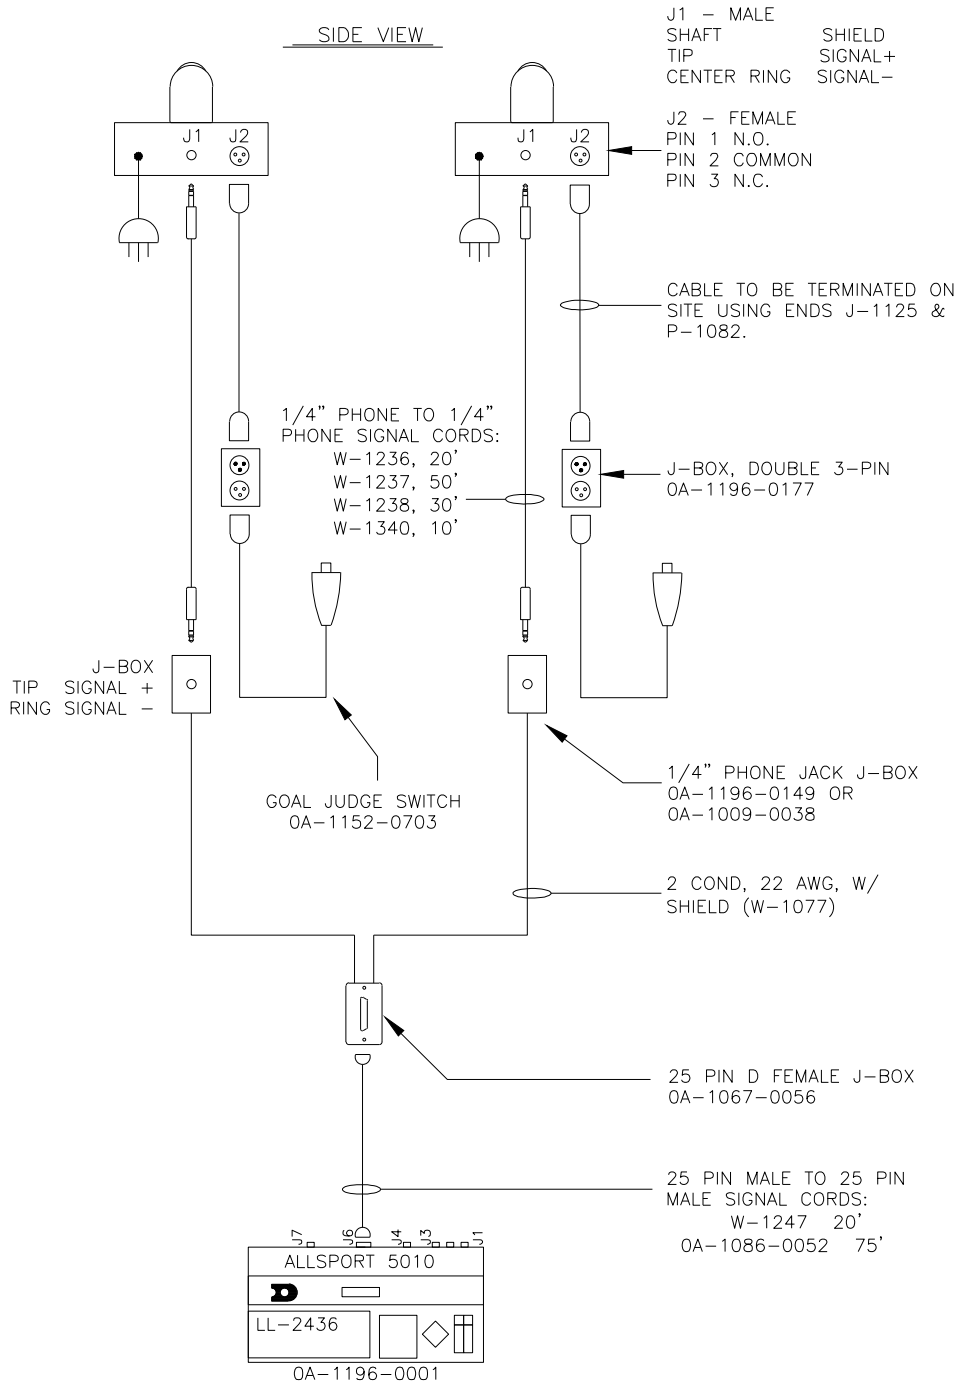 SIDE VIEW
J1 – MALE
SHAFT SHIELD
TIP SIGNAL+
CENTER RING SIGNAL–
J2 – FEMALE
PIN 1 N.O.
PIN 2 COMMON
PIN 3 N.C.
J1 J2
J1 J2
CABLE TO BE TERMINATED ON
SITE USING ENDS J–1125 &
P–1082.
1/4" PHONE TO 1/4"
PHONE SIGNAL CORDS:
W–1236, 20'
W–1237, 50'
W–1238, 30'
W–1340, 10'
J–BOX, DOUBLE 3–PIN
0A–1196–0177
J–BOX
TIP SIGNAL +
RING SIGNAL –
GOAL JUDGE SWITCH
0A–1152–0703
1/4" PHONE JACK J–BOX
0A–1196–0149 OR
0A–1009–0038
2 COND, 22 AWG, W/
SHIELD (W–1077)
25 PIN D FEMALE J–BOX
0A–1067–0056
25 PIN MALE TO 25 PIN
MALE SIGNAL CORDS:
W–1247 20'
0A–1086–0052 75'
J7 J6 J4 J3 J1
ALLSPORT 5010
D
LL–2436
0A–1196–0001